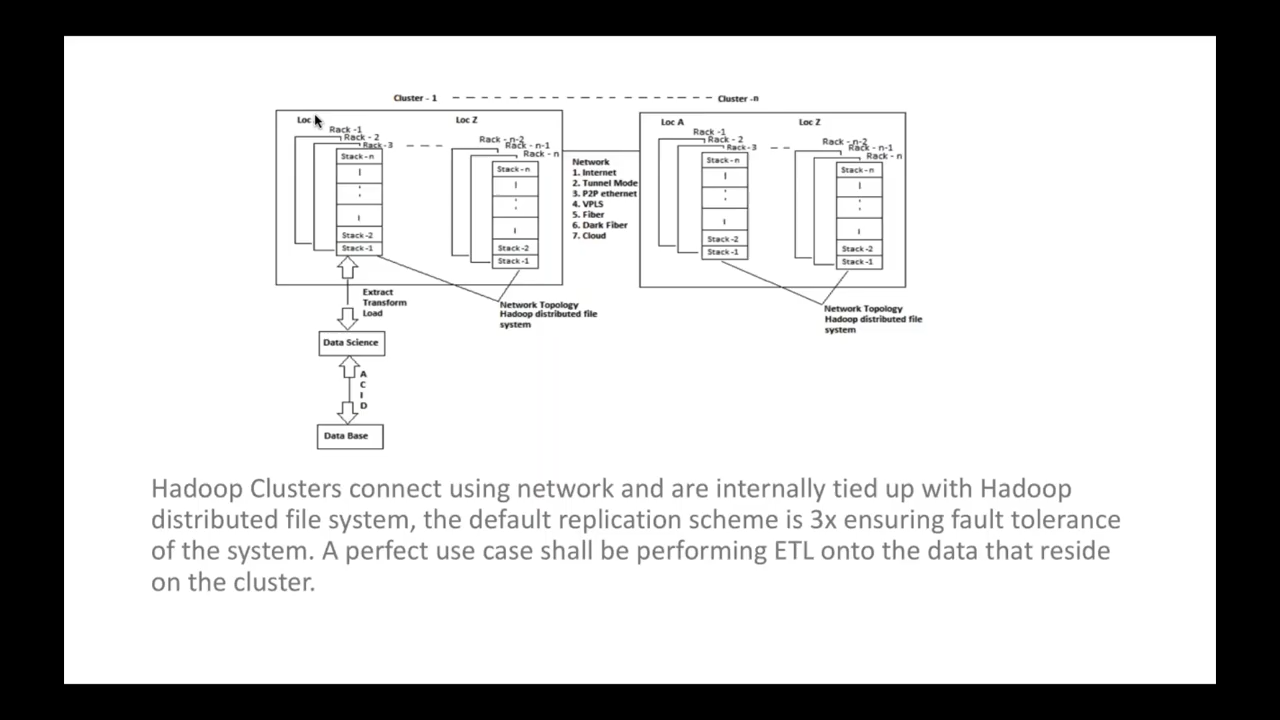 Cluster - 1
Cluster -n
Loc
Rack -1
Rack - 2
Rack -3
Stack -n
Stack -2
Stack -1
Loc Z
Rack - n-2
Rack - n-1
Rack - n
Stack -n
Stack -2
Stack -1
Network
1. Internet
2. Tunnel Mode
3. P2P ethernet
4. VPLS
5. Fiber
6. Dark Fiber
7. Cloud
Loc A
Rack -1
Rack - 2
Rack -3
Stack -n
Stack -2
Stack -1
Loc Z
Rack - n-2
Rack - n-1
Rack - n
Stack -n
Stack -2
Stack -1
Extract
Transform
Load
Network Topology
Hadoop distributed file
system
Network Topology
Hadoop distributed file
system
Data Science
A
C
I
D
Data Base
Hadoop Clusters connect using network and are internally tied up with Hadoop
distributed file system, the default replication scheme is 3x ensuring fault tolerance
of the system. A perfect use case shall be performing ETL onto the data that reside
on the cluster.